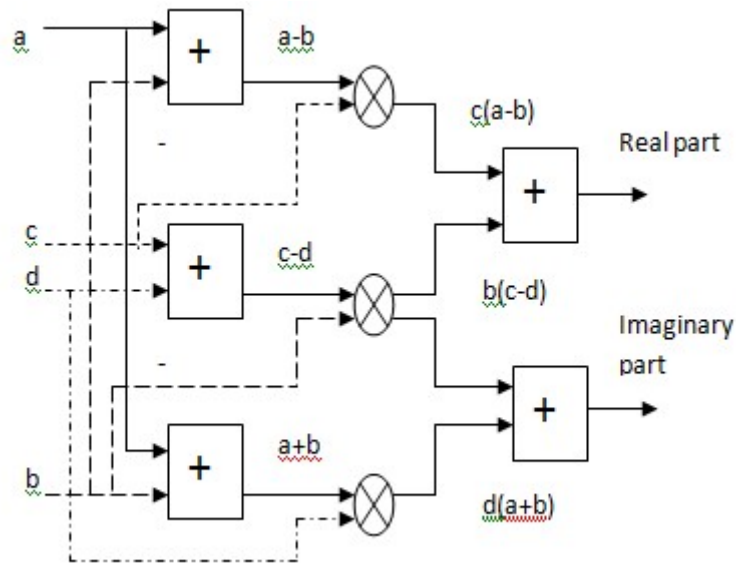 a
+
a-b
-
c(a-b)
Real part
+
c
d
+
c-d
b(c-d)
-
Imaginary
part
+
b
+
a+b
d(a+b)